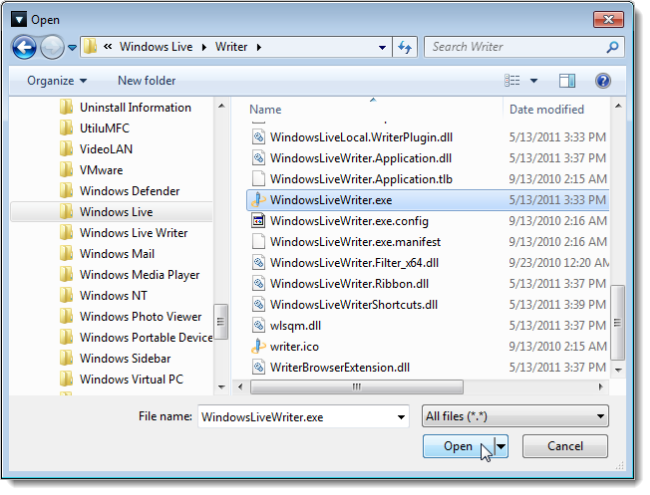 Open
« Windows Live Writer
Search Writer
Organize New folder
Name Date modified
Uninstall Information
UtiluMFC
VideoLAN
VMware
Windows Defender
Windows Live
Windows Live Writer
Windows Mail
Windows Media Player
Windows NT
Windows Photo Viewer
Windows Portable Device
Windows Sidebar
Windows Virtual PC
WindowsLiveLocal.WriterPlugin.dll 5/13/2011 3:33 PM
WindowsLiveWriter.Application.dll 5/13/2011 3:37 PM
WindowsLiveWriter.Application.tlb 9/13/2010 2:15 AM
WindowsLiveWriter.exe 5/13/2011 3:33 PM
WindowsLiveWriter.exe.config 9/13/2010 2:16 AM
WindowsLiveWriter.exe.manifest 9/13/2010 2:16 AM
WindowsLiveWriter.Filter_x64.dll 9/23/2010 12:20 AM
WindowsLiveWriter.Ribbon.dll 5/13/2011 3:37 PM
WindowsLiveWriterShortcuts.dll 5/13/2011 3:39 PM
wlsqm.dll 5/13/2011 3:37 PM
writer.ico 9/13/2010 2:15 AM
WriterBrowserExtension.dll 5/13/2011 3:37 PM
File name: WindowsLiveWriter.exe
All files (*.*)
Open Cancel